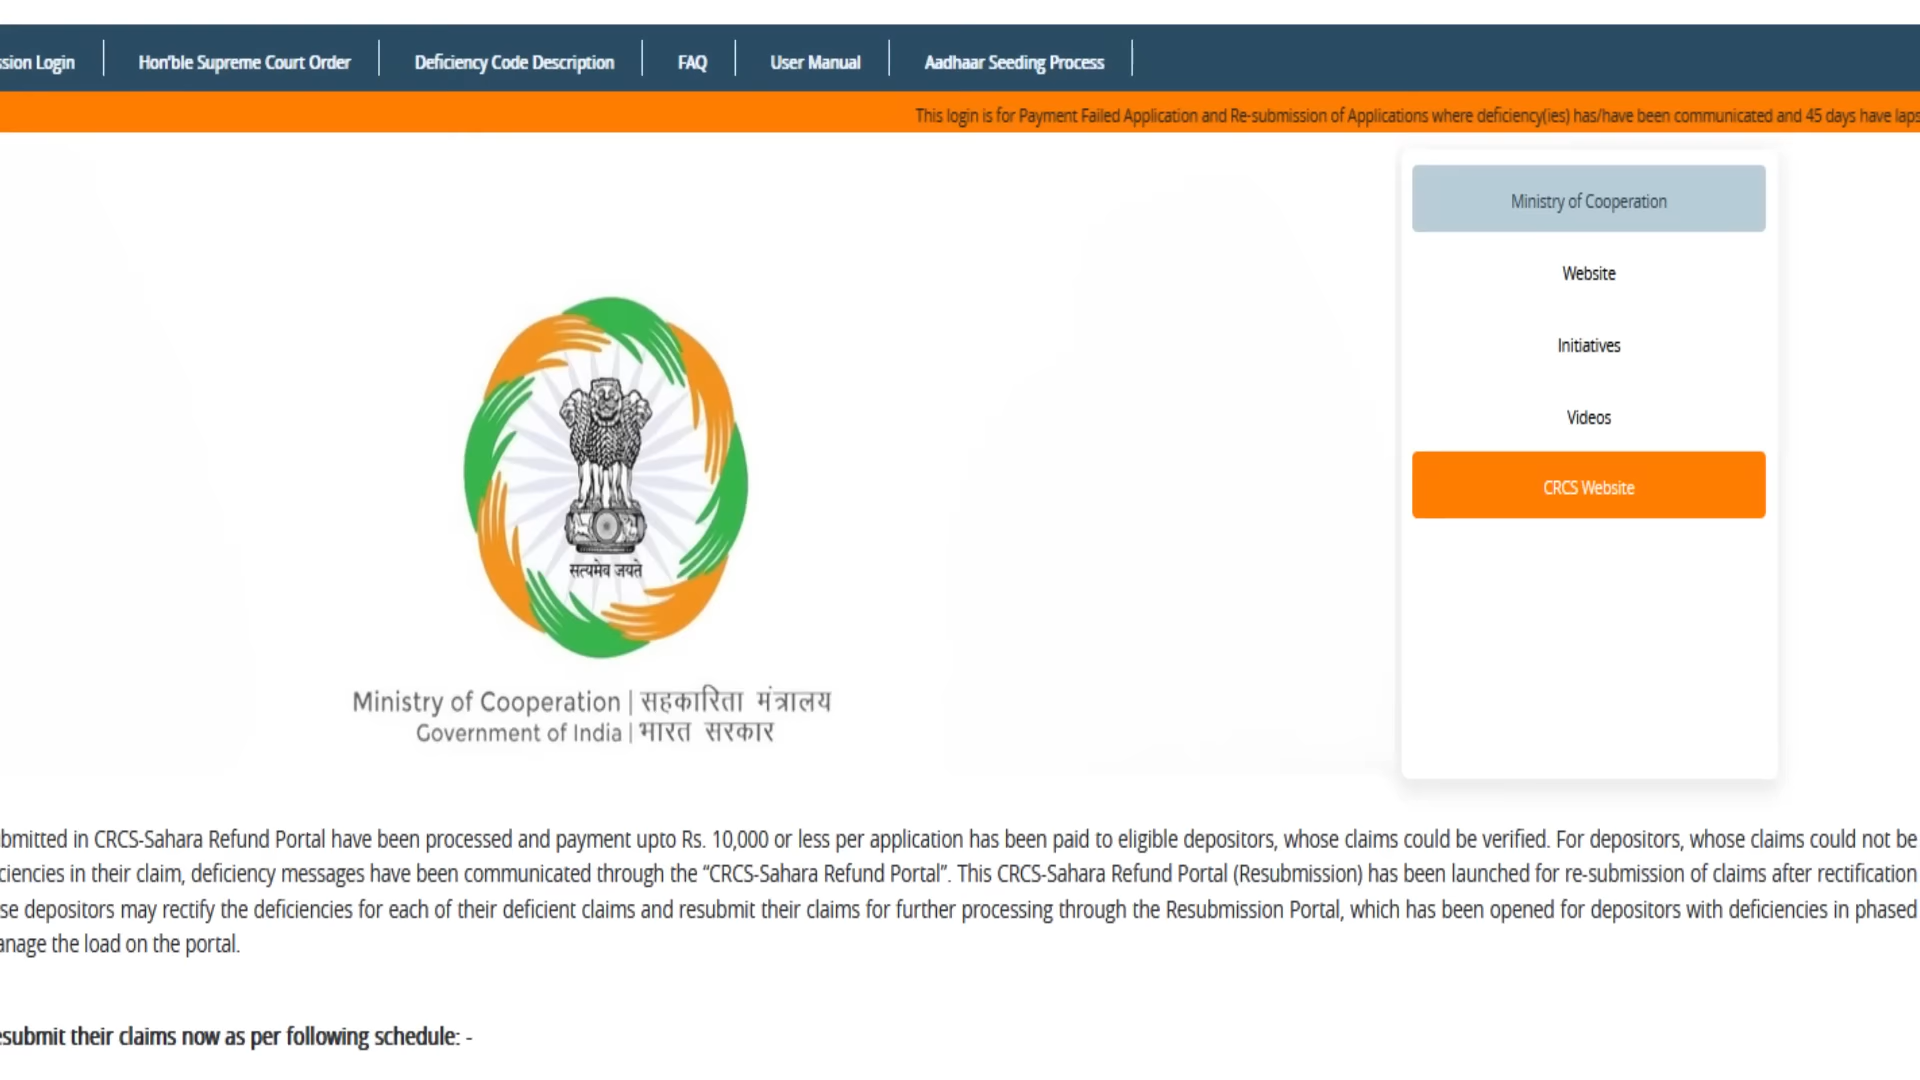 sion Login
Hon'ble Supreme Court Order
Deficiency Code Description
FAQ
User Manual
Aadhaar Seeding Process
This login is for Payment Failed Application and Re-submission of Applications where deficiency(ies) has/have been communicated and 45 days have laps
Ministry of Cooperation
Website
Initiatives
Videos
CRCS Website
सत्यमेव जयते
Ministry of Cooperation | सहकारिता मंत्रालय
Government of India | भारत सरकार
bmitted in CRCS-Sahara Refund Portal have been processed and payment upto Rs. 10,000 or less per application has been paid to eligible depositors, whose claims could be verified. For depositors, whose claims could not be
ciencies in their claim, deficiency messages have been communicated through the “CRCS-Sahara Refund Portal”. This CRCS-Sahara Refund Portal (Resubmission) has been launched for re-submission of claims after rectification
se depositors may rectify the deficiencies for each of their deficient claims and resubmit their claims for further processing through the Resubmission Portal, which has been opened for depositors with deficiencies in phased
anage the load on the portal.
esubmit their claims now as per following schedule: -